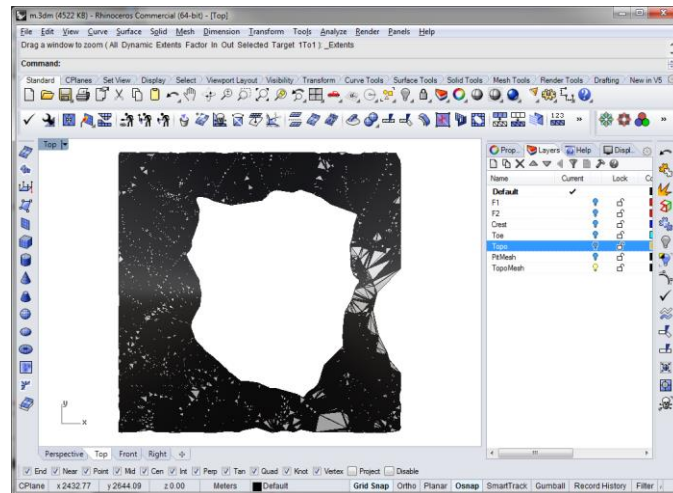 m.3dm (4522 KB) - Rhinoceros Commercial (64-bit) - [Top]
File Edit View Curve Surface Solid Mesh Dimension Transform Tools Analyze Render Panels Help
Drag a window to zoom ( All Dynamic Extents Factor In Out Selected Target 1To1 ): _Extents
Command:
Standard CPlanes Set View Display Select Viewport Layout Visibility Transform Curve Tools Surface Tools Solid Tools Mesh Tools Render Tools Drafting New in V5
123
Top
Prop... Layers Help Displ...
Name Current Lock Co
Default
F1
F2
Crest
Toe
Topo
PitMesh
TopoMesh
y
x
Perspective Top Front Right
End Near Point Mid Cen Int Perp Tan Quad Knot Vertex Project Disable
CPlane x 2432.77 y 2644.09 z 0.00 Meters Default Grid Snap Ortho Planar Osnap SmartTrack Gumball Record History Filter